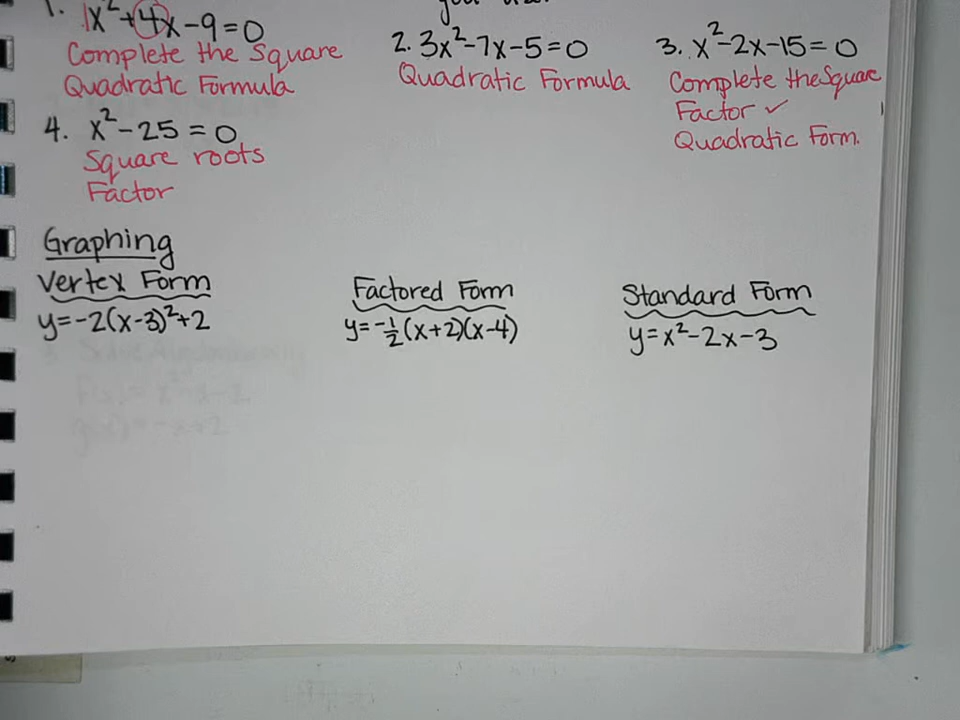 1. 1x²+4x-9=0
Complete the Square
Quadratic Formula
2. 3x²-7x-5=0
Quadratic Formula
3. x²-2x-15=0
Complete the Square
Factor ✓
Quadratic Form.
4. x²-25=0
Square roots
Factor
Graphing
Vertex Form
y=-2(x-3)²+2
Factored Form
y=-1/2(x+2)(x-4)
Standard Form
y=x²-2x-3